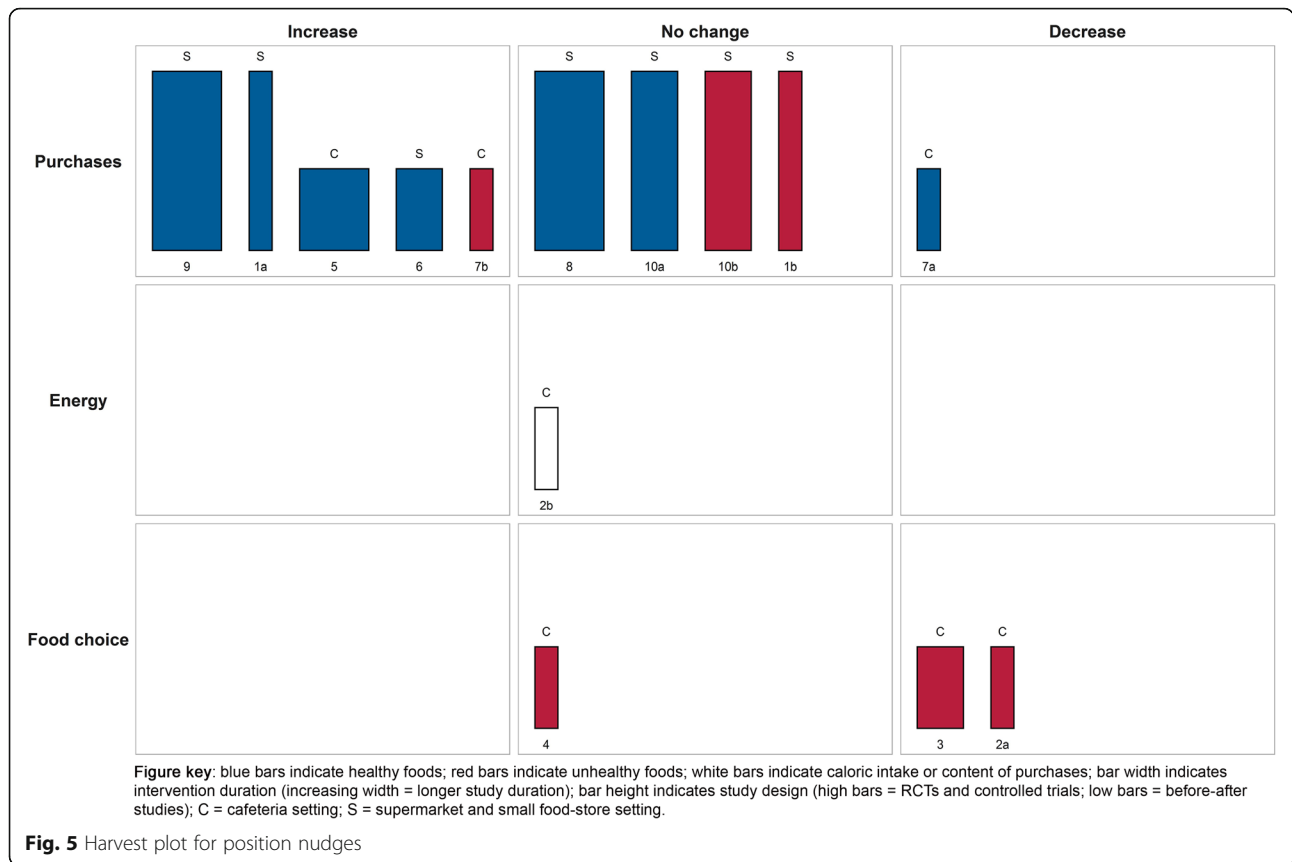 Increase No change Decrease
S S S S S S
C S C C
Purchases
9 1a 5 6 7b 8 10a 10b 1b 7a
C
Energy
2b
C C C
Food choice
4 3 2a
Figure key: blue bars indicate healthy foods; red bars indicate unhealthy foods; white bars indicate caloric intake or content of purchases; bar width indicates
intervention duration (increasing width = longer study duration); bar height indicates study design (high bars = RCTs and controlled trials; low bars = before-after
studies); C = cafeteria setting; S = supermarket and small food-store setting.
Fig. 5 Harvest plot for position nudges